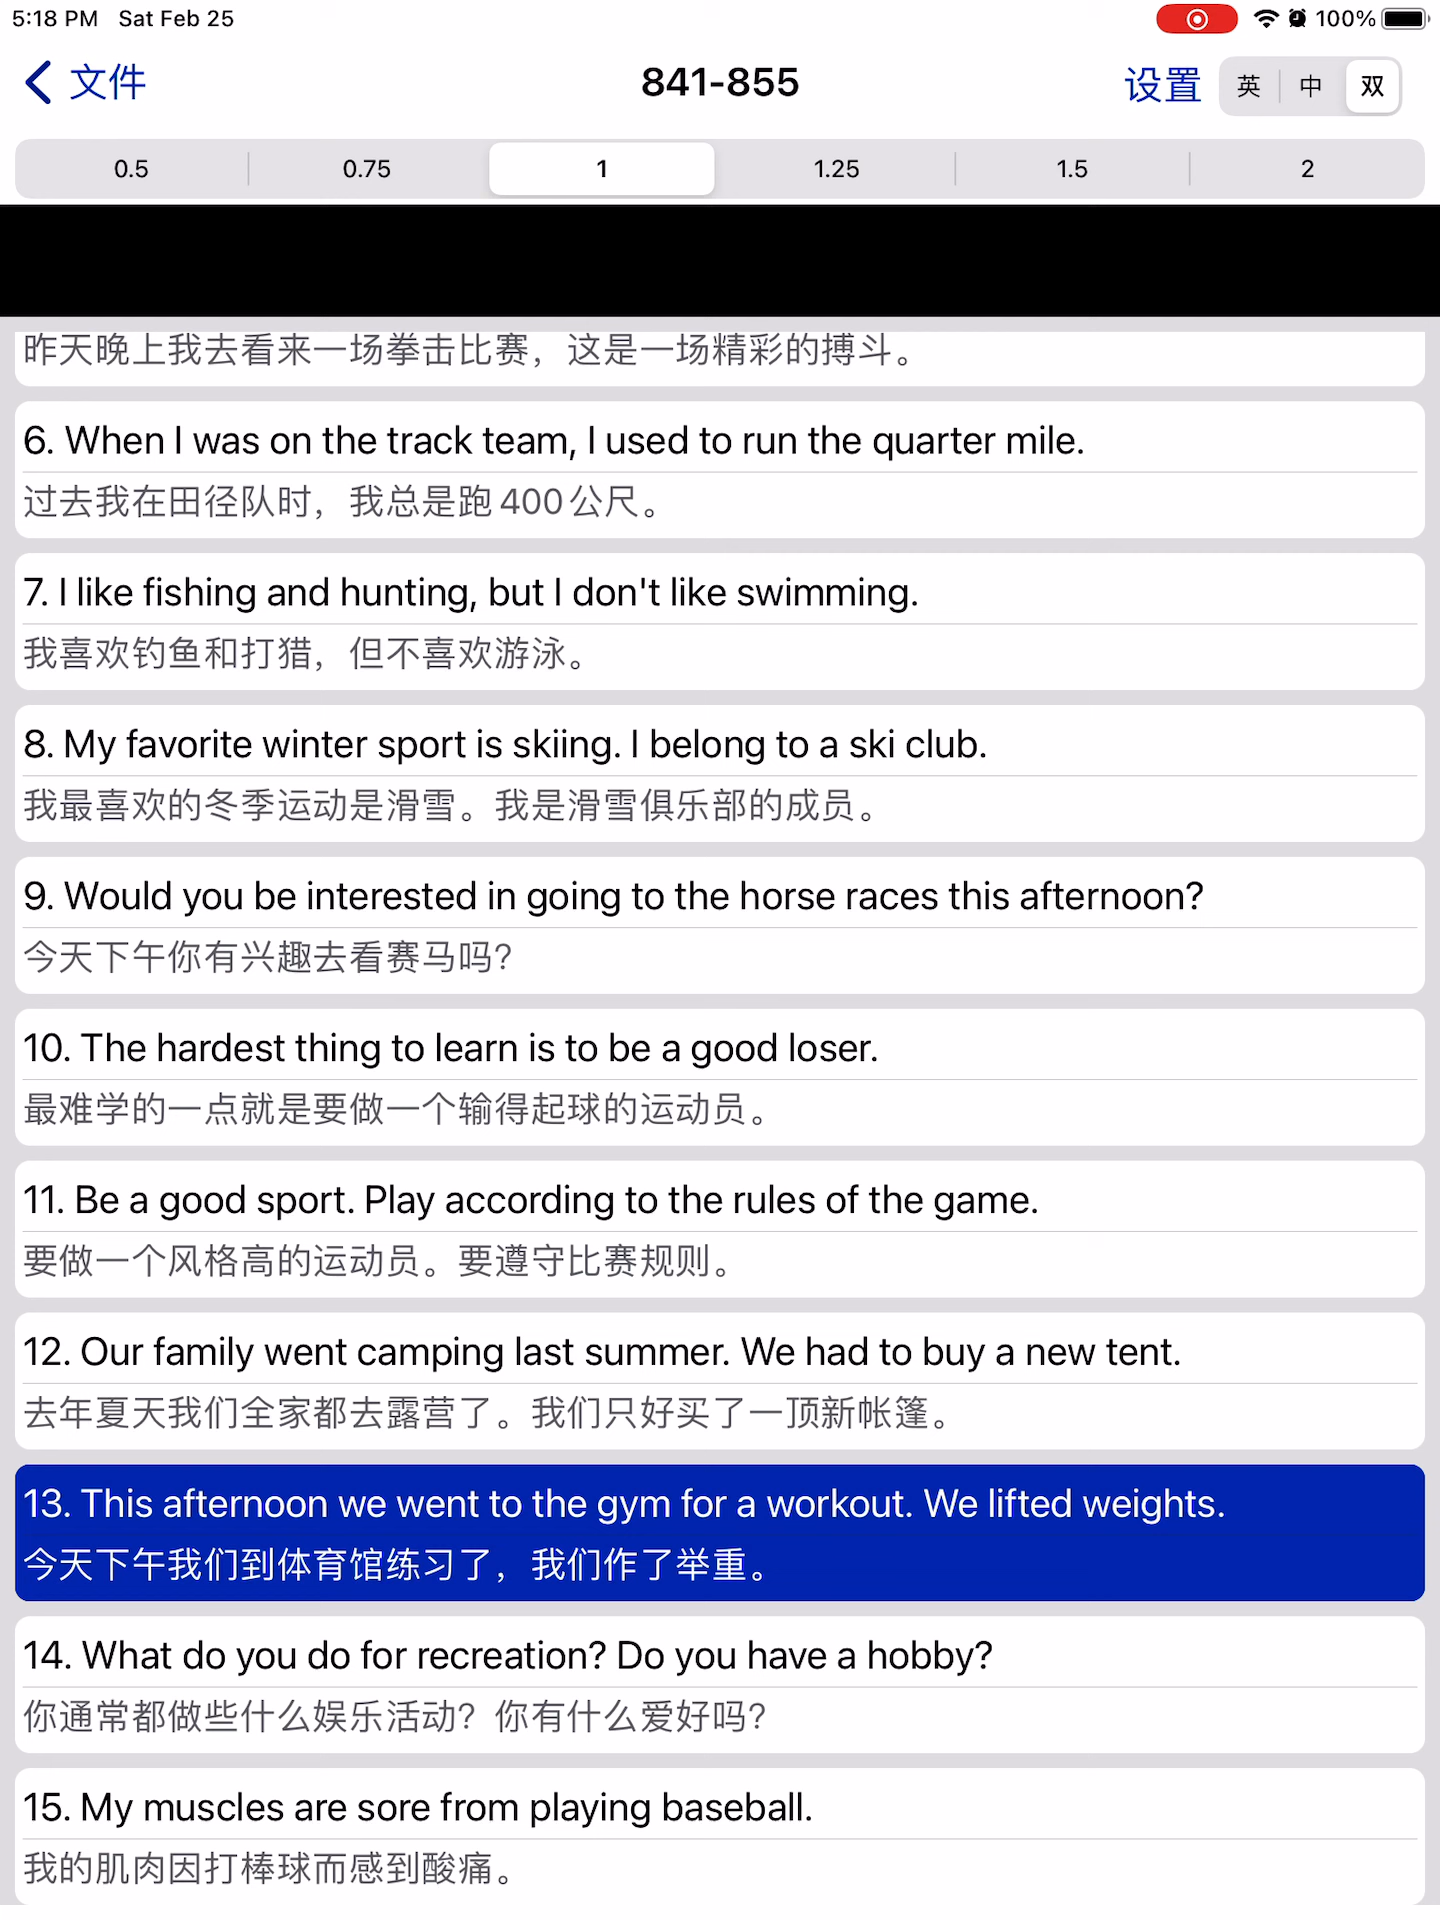 5:18 PM Sat Feb 25 100%
文件 841-855 设置 英 中 双
0.5 0.75 1 1.25 1.5 2
昨天晚上我去看来一场拳击比赛，这是一场精彩的搏斗。
6. When I was on the track team, I used to run the quarter mile.
过去我在田径队时，我总是跑400公尺。
7. I like fishing and hunting, but I don't like swimming.
我喜欢钓鱼和打猎，但不喜欢游泳。
8. My favorite winter sport is skiing. I belong to a ski club.
我最喜欢的冬季运动是滑雪。我是滑雪俱乐部的成员。
9. Would you be interested in going to the horse races this afternoon?
今天下午你有兴趣去看赛马吗？
10. The hardest thing to learn is to be a good loser.
最难学的一点就是要做一个输得起球的运动员。
11. Be a good sport. Play according to the rules of the game.
要做一个风格高的运动员。要遵守比赛规则。
12. Our family went camping last summer. We had to buy a new tent.
去年夏天我们全家都去露营了。我们只好买了一顶新帐篷。
13. This afternoon we went to the gym for a workout. We lifted weights.
今天下午我们到体育馆练习了，我们作了举重。
14. What do you do for recreation? Do you have a hobby?
你通常都做些什么娱乐活动？你有什么爱好吗？
15. My muscles are sore from playing baseball.
我的肌肉因打棒球而感到酸痛。